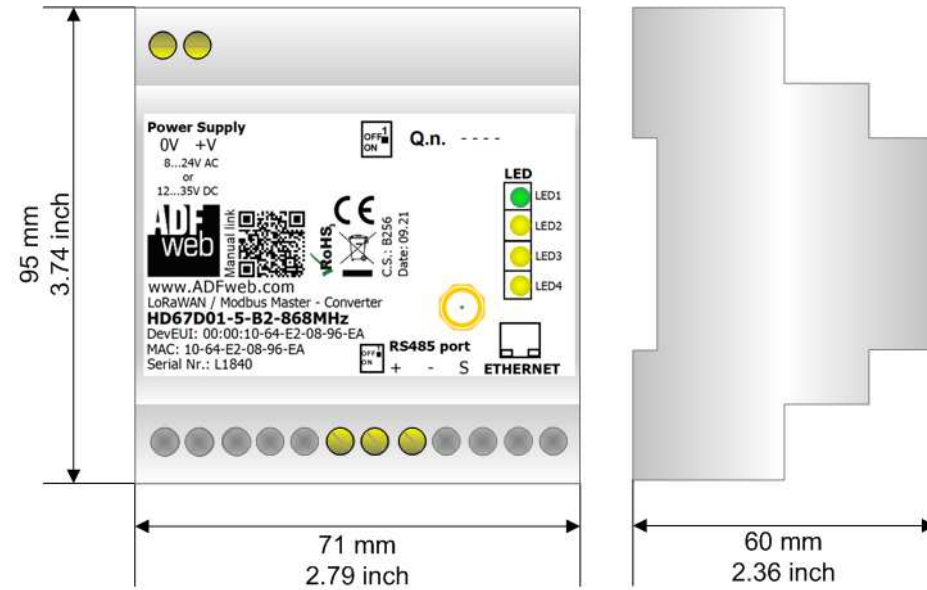 Power Supply
0V +V
8...24V AC
or
12...35V DC
OFF 1
ON
Q.n. - - - -
LED
LED1
LED2
LED3
LED4
ADF
web
Manual link
RoHS
CE
C.S.: B2S6
Date: 09.21
www.ADFweb.com
LoRaWAN / Modbus Master - Converter
HD67D01-5-B2-868MHz
DevEUI: 00:00:10-64-E2-08-96-EA
MAC: 10-64-E2-08-96-EA
Serial Nr.: L1840
OFF 1
ON
RS485 port
+ - S
ETHERNET
95 mm
3.74 inch
71 mm
2.79 inch
60 mm
2.36 inch